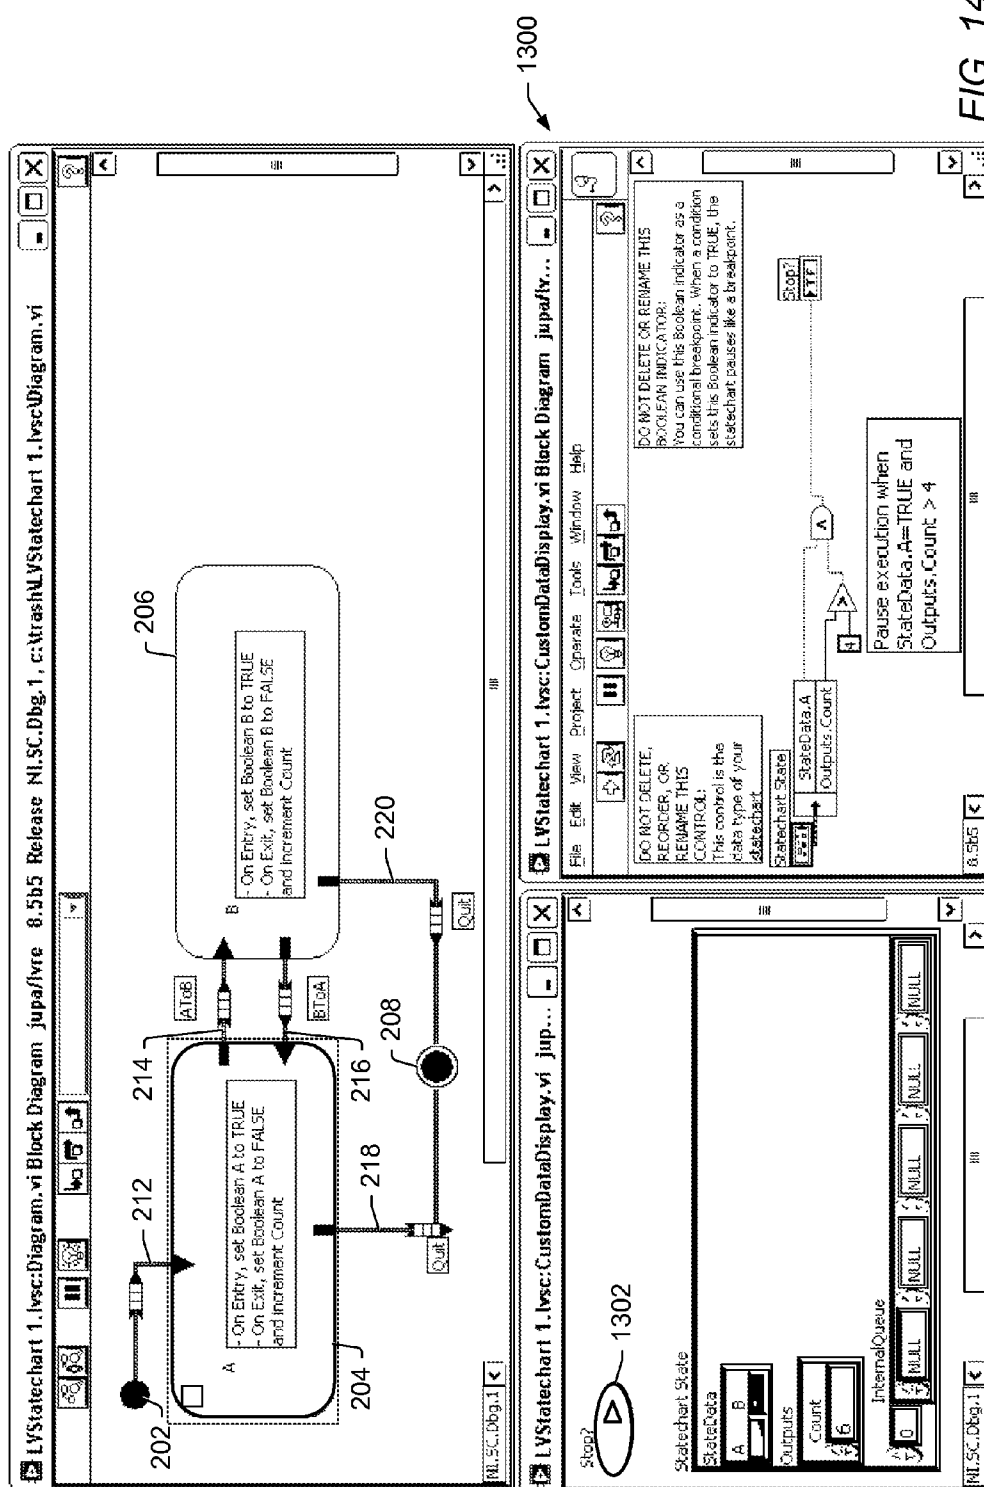 LVStatechart 1.lvsc:Diagram.vi Block Diagram jupa/lvre 8.5b5 Release NI.SC.Dbg.1, c:\trash\LVStatechart 1.lvsc\Diagram.vi
202
212
A
- On Entry, set Boolean A to TRUE
- On Exit, set Boolean A to FALSE
and increment Count
204
214
AToB
BToA
216
218
Quit
208
206
B
- On Entry, set Boolean B to TRUE
- On Exit, set Boolean B to FALSE
and increment Count
220
Quit
NI.SC.Dbg.1
1300
LVStatechart 1.lvsc:CustomDataDisplay.vi jup...
Stop?
1302
Statechart State
StateData
A B
Outputs
Count
6
InternalQueue
0
NULL
NULL
NULL
NULL
NULL
NI.SC.Dbg.1
LVStatechart 1.lvsc:CustomDataDisplay.vi Block Diagram jupa/lv...
File Edit View Project Operate Tools Window Help
DO NOT DELETE,
REORDER, OR
RENAME THIS
CONTROL:
This control is the
data type of your
statechart
DO NOT DELETE OR RENAME THIS
BOOLEAN INDICATOR:
You can use this Boolean indicator as a
conditional breakpoint. When a condition
sets this Boolean indicator to TRUE, the
statechart pauses like a breakpoint.
Statechart State
StateData.A
Outputs.Count
4
Stop?
TF
Pause execution when
StateData.A=TRUE and
Outputs.Count > 4
8.5b5
FIG. 14